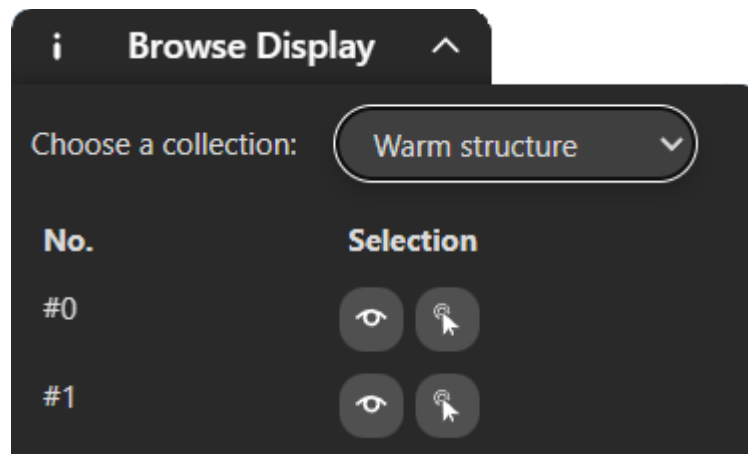 i Browse Display
Choose a collection: Warm structure
No. Selection
#0
#1